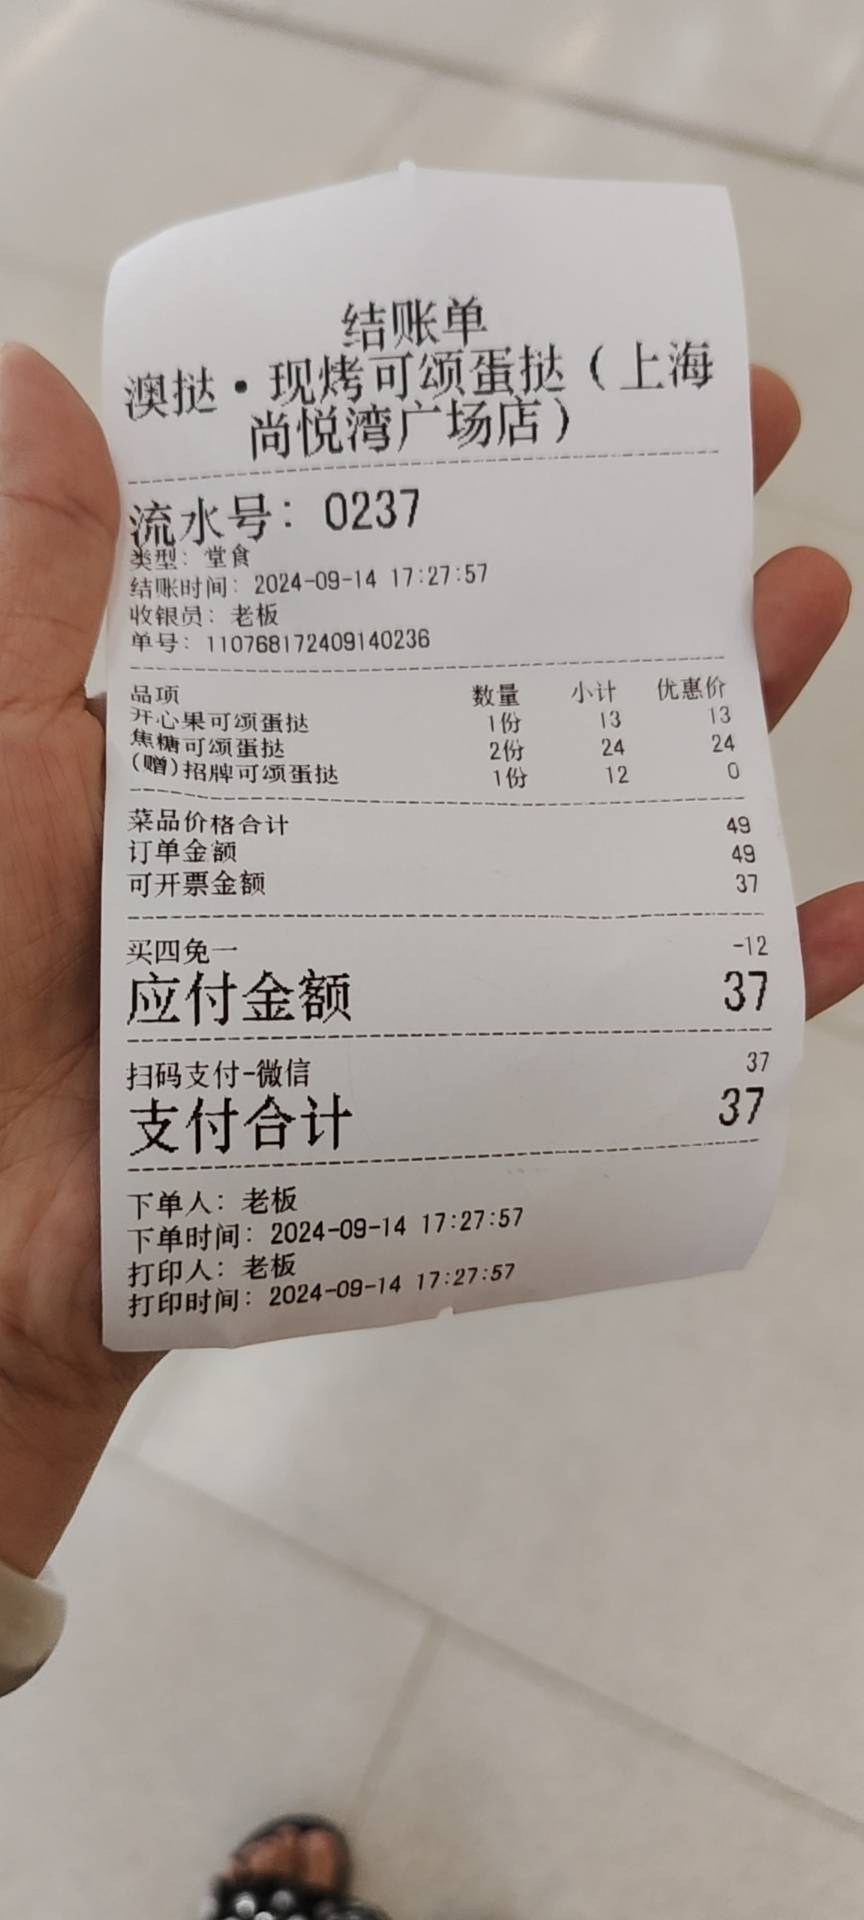 结账单
澳挞·现烤可颂蛋挞（上海
尚悦湾广场店）
流水号: 0237
类型: 堂食
结账时间: 2024-09-14 17:27:57
收银员: 老板
单号: 110768172409140236
品项 数量 小计 优惠价
开心果可颂蛋挞 1份 13 13
焦糖可颂蛋挞 2份 24 24
(赠)招牌可颂蛋挞 1份 12 0
菜品价格合计 49
订单金额 49
可开票金额 37
买四免一 -12
应付金额 37
扫码支付-微信 37
支付合计 37
下单人: 老板
下单时间: 2024-09-14 17:27:57
打印人: 老板
打印时间: 2024-09-14 17:27:57